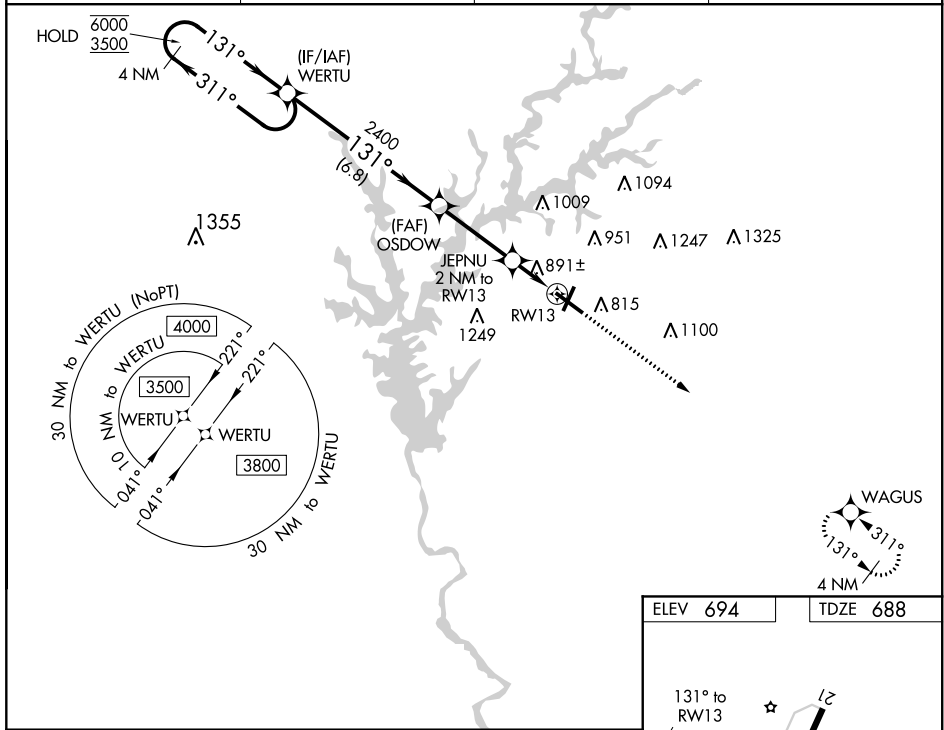 HOLD 6000
3500
4 NM
131°
311°
(IF/IAF)
WERTU
2400
131°
(6.8)
1355
(FAF)
OSDOW
JEPNU
2 NM to
RW13
1009
1094
951
1247
1325
891±
RW13
815
1249
1100
30 NM to WERTU (NoPT)
4000
10 NM to WERTU
3500
221°
221°
WERTU
WERTU
3800
041°
041°
30 NM to WERTU
WAGUS
311°
131°
4 NM
ELEV 694
TDZE 688
131° to
RW13
21